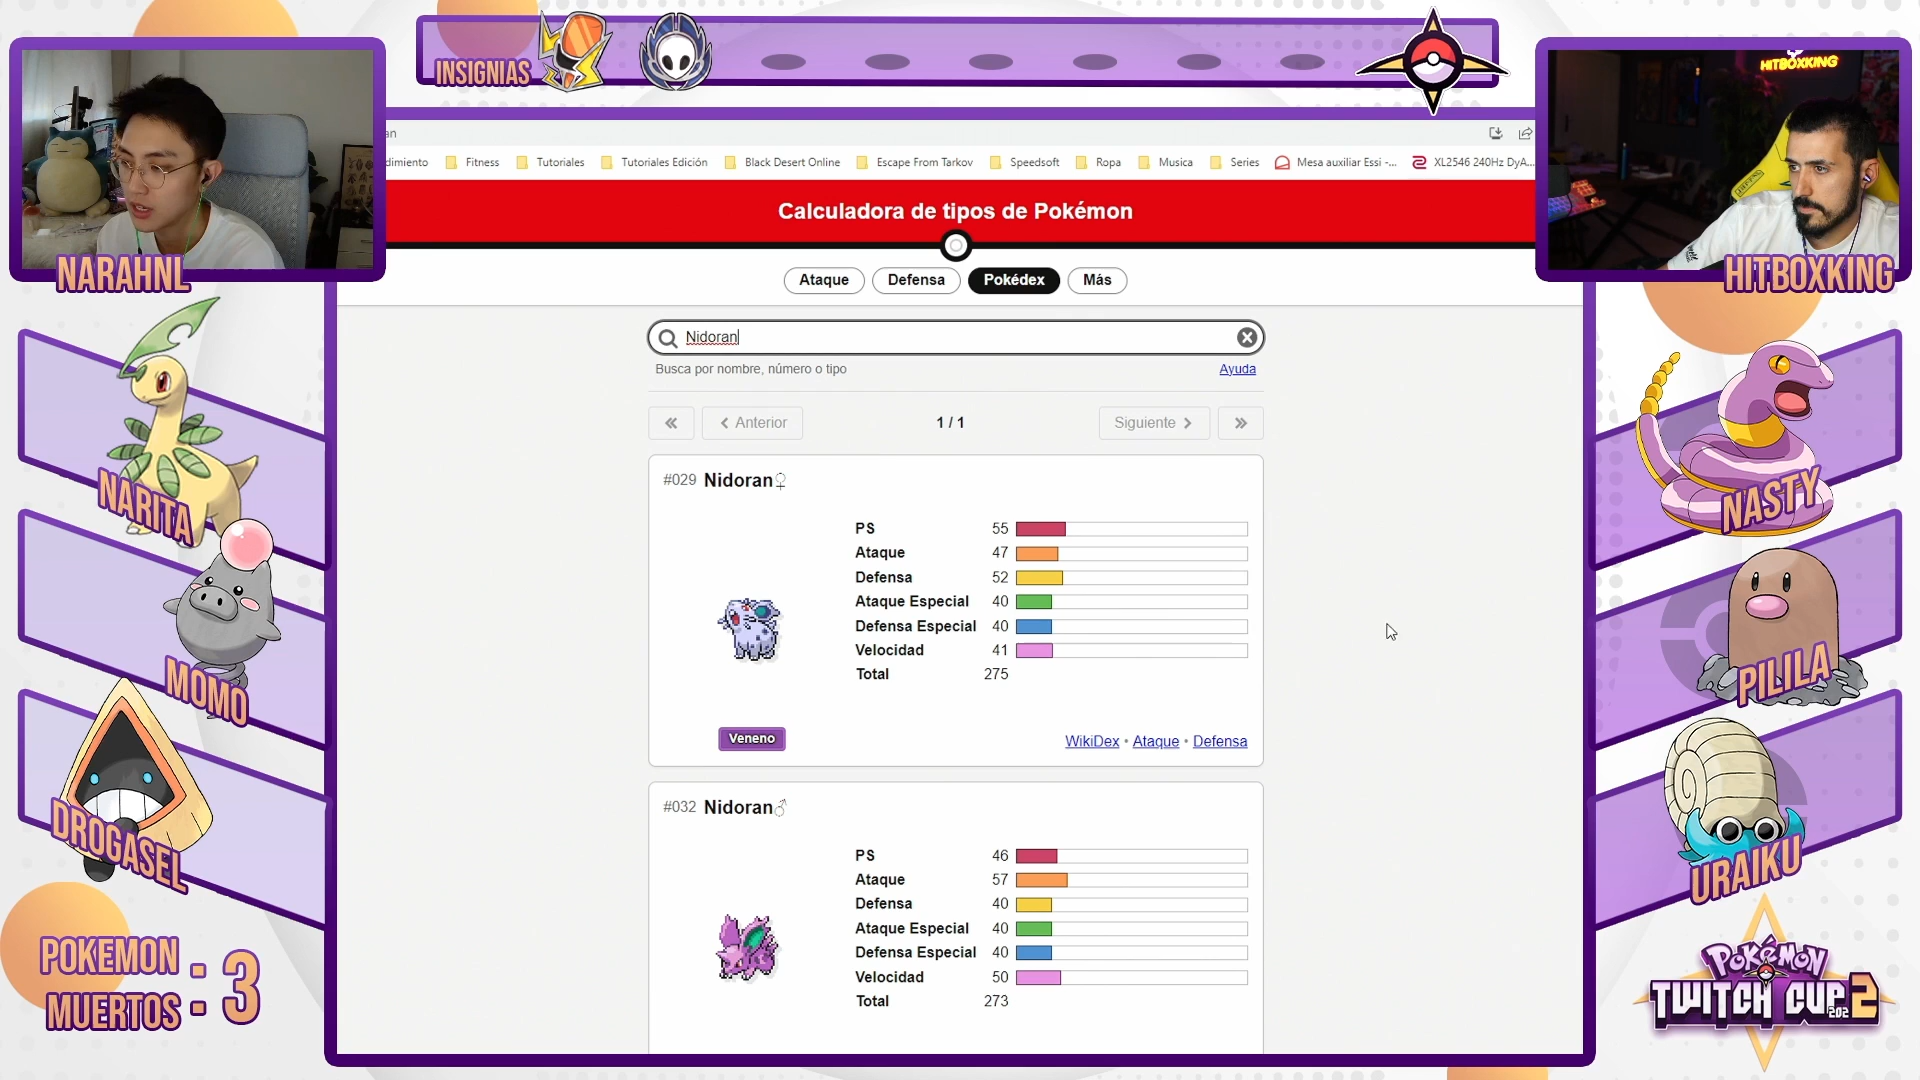 INSIGNIAS
NARAHNL
HITBOXKING
HITBOXKING
an
dimiento Fitness Tutoriales Tutoriales Edición Black Desert Online Escape From Tarkov Speedsoft Ropa Musica Series Mesa auxiliar Essi -... XL2546 240Hz DyA...
Calculadora de tipos de Pokémon
Ataque Defensa Pokédex Más
Nidoran
Busca por nombre, número o tipo Ayuda
« ‹ Anterior 1 / 1 Siguiente › »
#029 Nidoran♀
PS 55
Ataque 47
Defensa 52
Ataque Especial 40
Defensa Especial 40
Velocidad 41
Total 275
Veneno WikiDex • Ataque • Defensa
#032 Nidoran♂
PS 46
Ataque 57
Defensa 40
Ataque Especial 40
Defensa Especial 40
Velocidad 50
Total 273
NARITA
MOMO
DROGASEL
POKEMON
MUERTOS : 3
NASTY
PILILA
URAIKU
POKéMON
TWITCH CUP 202 2